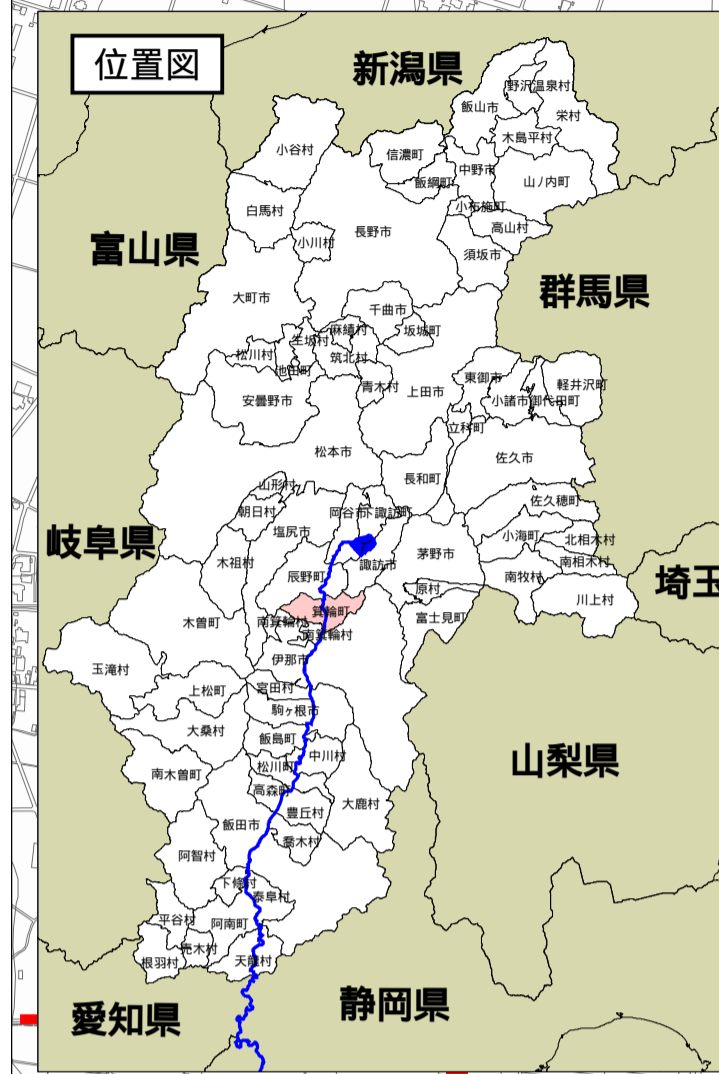 位置図
新潟県
野沢温泉村
飯山市
栄村
小谷村
信濃町
木島平村
飯綱町
中野市
山ノ内町
白馬村
小布施町
小川村
長野市
高山村
富山県
須坂市
群馬県
大町市
千曲市
麻績村
坂城町
生坂村
松川村
筑北村
池田町
青木村
上田市
東御市
軽井沢町
安曇野市
小諸市
御代田町
立科町
松本市
佐久市
長和町
山形村
佐久穂町
朝日村
岡谷市
下諏訪町
塩尻市
小海町
北相木村
岐阜県
木祖村
茅野市
諏訪市
南相木村
辰野町
南牧村
埼玉
原村
川上村
箕輪町
富士見町
木曽町
南箕輪村
南箕輪村
玉滝村
伊那市
上松町
宮田村
駒ヶ根市
大桑村
飯島町
中川村
山梨県
松川町
南木曽町
高森町
大鹿村
豊丘村
飯田市
喬木村
阿智村
下條村
泰阜村
平谷村
阿南町
売木村
根羽村
天龍村
静岡県
愛知県